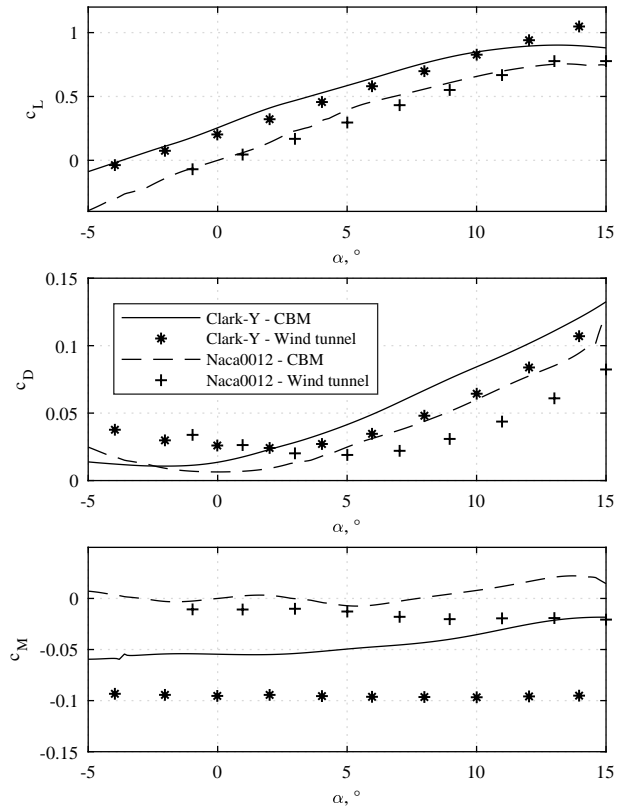 1
0.5
0
c_L
-5
0
5
10
15
α, °
0.15
0.1
0.05
0
c_D
Clark-Y - CBM
Clark-Y - Wind tunnel
Naca0012 - CBM
Naca0012 - Wind tunnel
-5
0
5
10
15
α, °
0
-0.05
-0.1
-0.15
c_M
-5
0
5
10
15
α, °